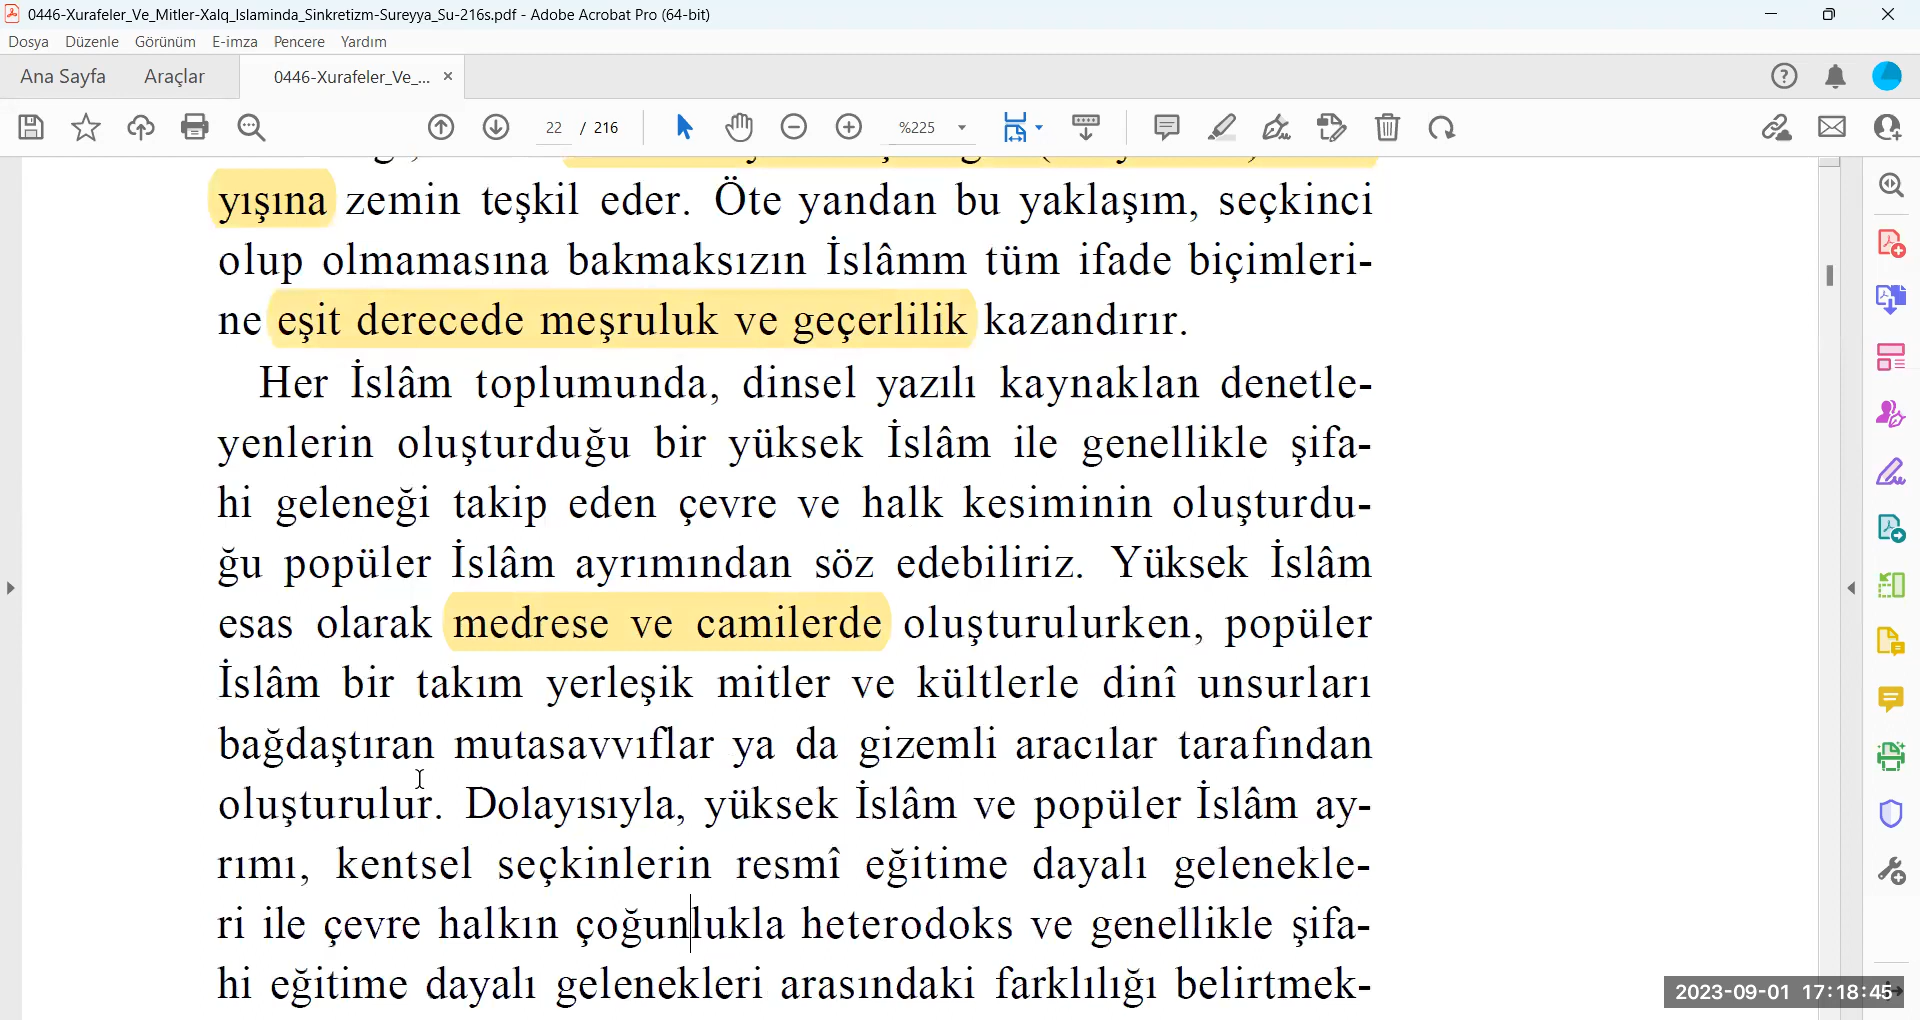 0446-Xurafeler_Ve_Mitler-Xalq_Islaminda_Sinkretizm-Sureyya_Su-216s.pdf - Adobe Acrobat Pro (64-bit)
Dosya Düzenle Görünüm E-imza Pencere Yardım
Ana Sayfa Araçlar 0446-Xurafeler_Ve_... ×
22 / 216 %225
yışına zemin teşkil eder. Öte yandan bu yaklaşım, seçkinci
olup olmamasına bakmaksızın İslâmm tüm ifade biçimleri-
ne eşit derecede meşruluk ve geçerlilik kazandırır.
Her İslâm toplumunda, dinsel yazılı kaynaklan denetle-
yenlerin oluşturduğu bir yüksek İslâm ile genellikle şifa-
hi geleneği takip eden çevre ve halk kesiminin oluşturdu-
ğu popüler İslâm ayrımından söz edebiliriz. Yüksek İslâm
esas olarak medrese ve camilerde oluşturulurken, popüler
İslâm bir takım yerleşik mitler ve kültlerle dinî unsurları
bağdaştıran mutasavvıflar ya da gizemli aracılar tarafından
oluşturulur. Dolayısıyla, yüksek İslâm ve popüler İslâm ay-
rımı, kentsel seçkinlerin resmî eğitime dayalı gelenekle-
ri ile çevre halkın çoğunlukla heterodoks ve genellikle şifa-
hi eğitime dayalı gelenekleri arasındaki farklılığı belirtmek-
2023-09-01 17:18:45